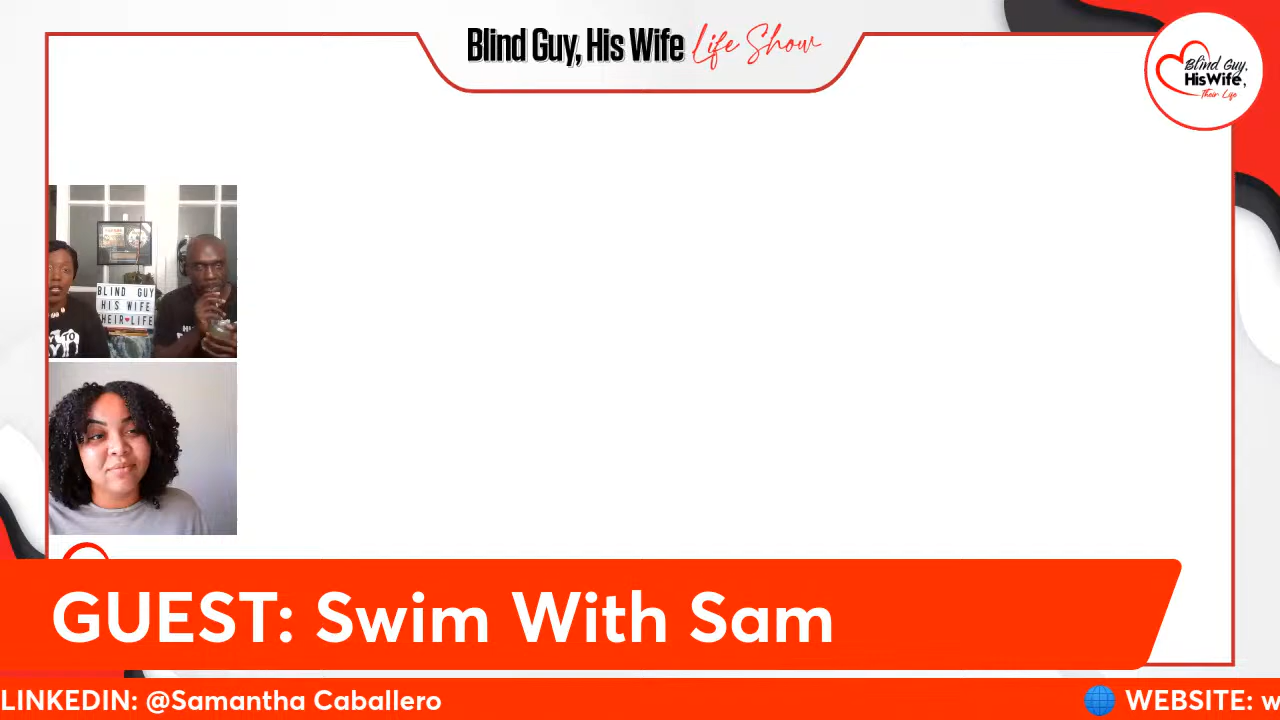 Blind Guy, His Wife Life Show
Blind Guy,
His Wife,
Their Life
BLIND GUY
HIS WIFE
HEIR♥LIFE
GUEST: Swim With Sam
LINKEDIN: @Samantha Caballero
WEBSITE: w